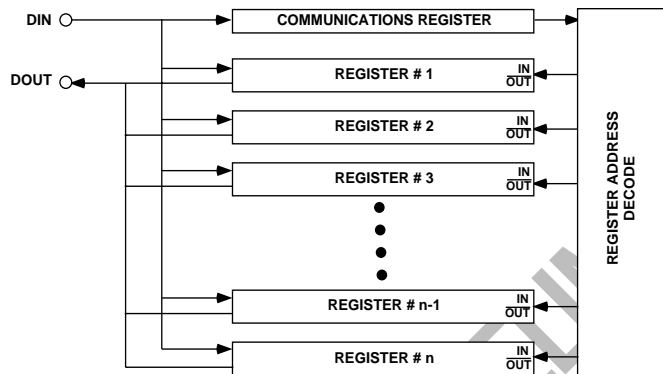 DIN
COMMUNICATIONS REGISTER
DOUT
REGISTER # 1
IN
OUT
REGISTER # 2
IN
OUT
REGISTER # 3
IN
OUT
REGISTER # n-1
IN
OUT
REGISTER # n
IN
OUT
REGISTER ADDRESS
DECODE